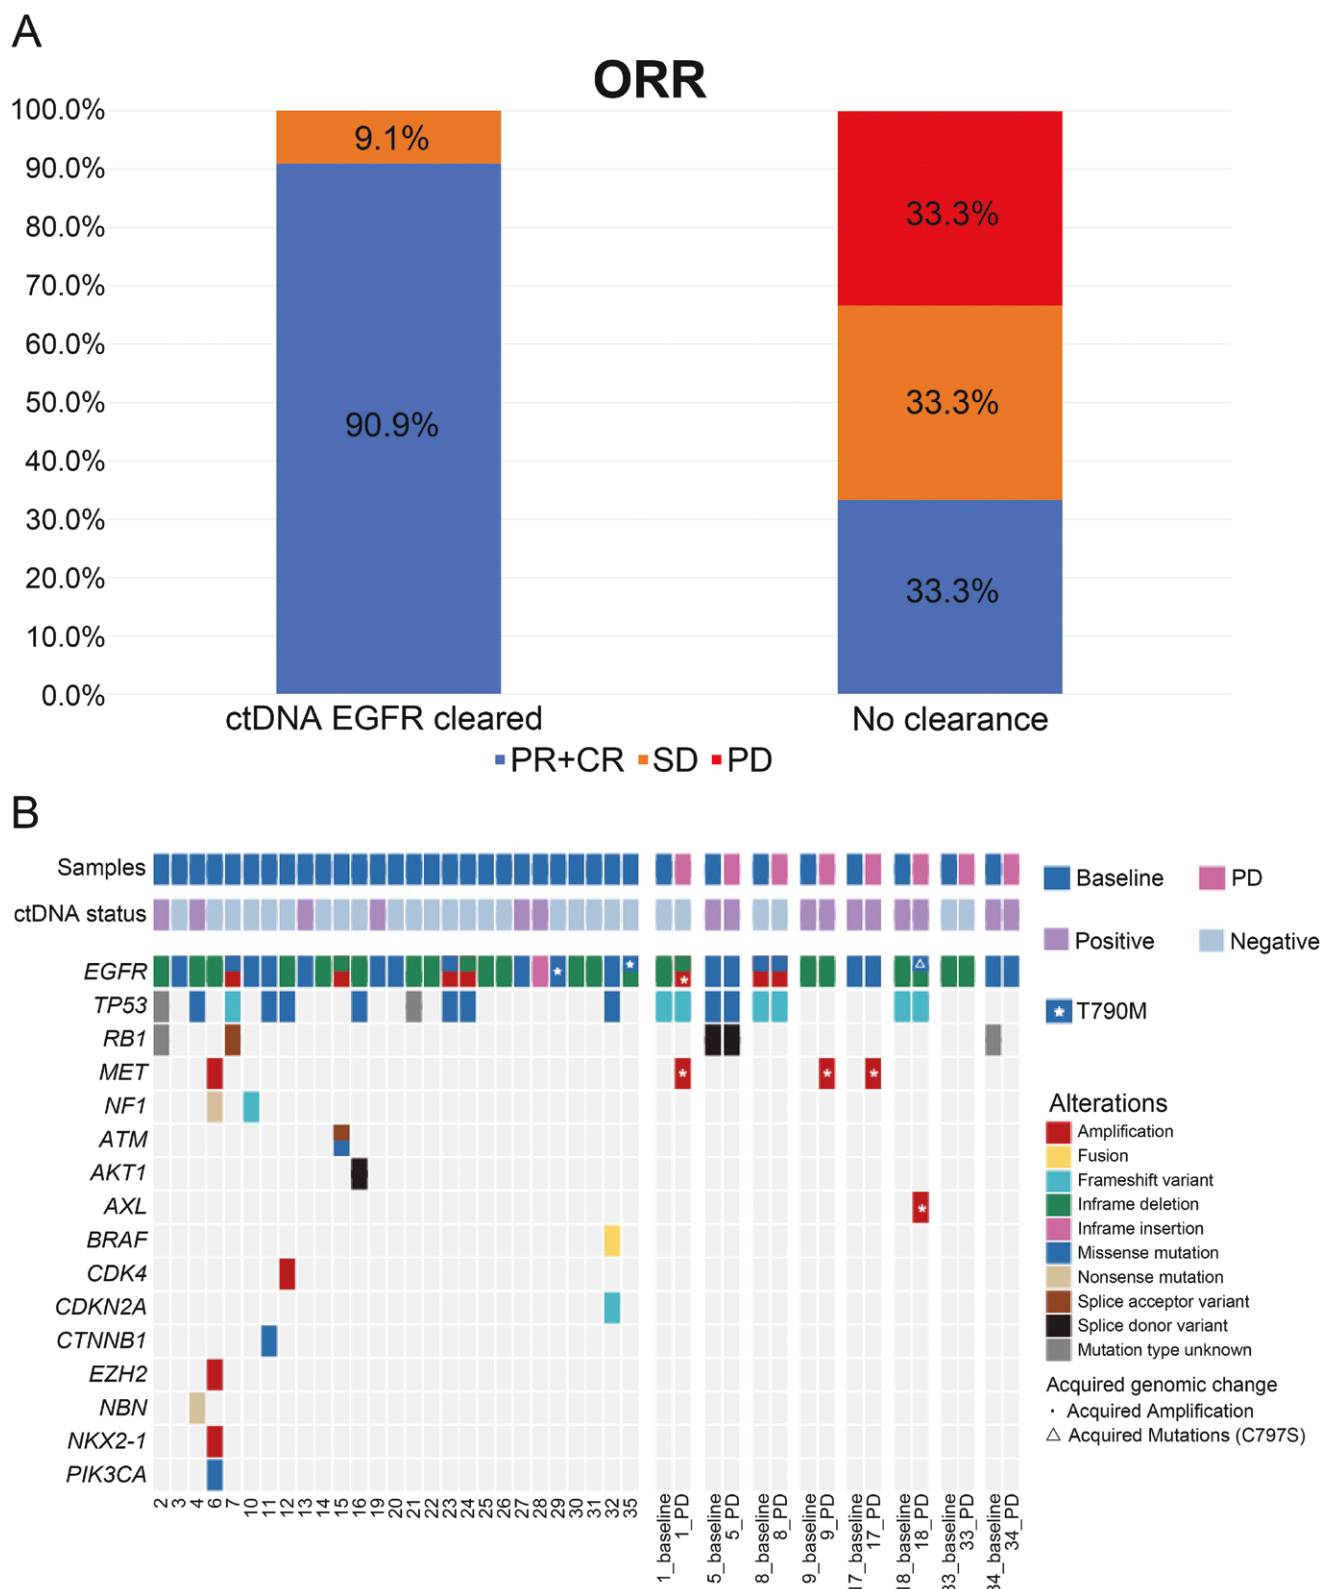 A
ORR
100.0%
90.0%
80.0%
70.0%
60.0%
50.0%
40.0%
30.0%
20.0%
10.0%
0.0%
9.1%
90.9%
33.3%
33.3%
33.3%
ctDNA EGFR cleared
No clearance
PR+CR SD PD
B
Samples
ctDNA status
EGFR
TP53
RB1
MET
NF1
ATM
AKT1
AXL
BRAF
CDK4
CDKN2A
CTNNB1
EZH2
NBN
NKX2-1
PIK3CA
2
3
4
6
7
10
11
12
13
14
15
16
19
20
21
22
23
24
25
26
27
28
29
30
31
32
35
1_baseline
1_PD
5_baseline
5_PD
8_baseline
8_PD
9_baseline
9_PD
17_baseline
17_PD
18_baseline
18_PD
33_baseline
33_PD
34_baseline
34_PD
Baseline PD
Positive Negative
T790M
Alterations
Amplification
Fusion
Frameshift variant
Inframe deletion
Inframe insertion
Missense mutation
Nonsense mutation
Splice acceptor variant
Splice donor variant
Mutation type unknown
Acquired genomic change
· Acquired Amplification
△ Acquired Mutations (C797S)